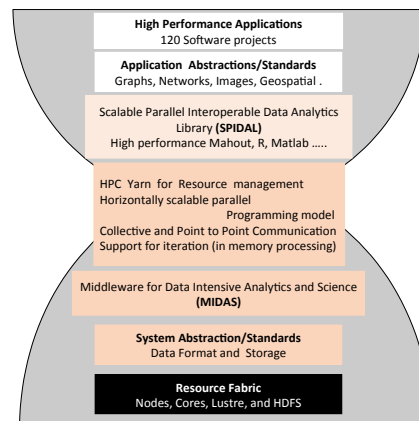 High Performance Applications
120 Software projects
Application Abstractions/Standards
Graphs, Networks, Images, Geospatial .
Scalable Parallel Interoperable Data Analytics
Library (SPIDAL)
High performance Mahout, R, Matlab …..
HPC Yarn for Resource management
Horizontally scalable parallel
Programming model
Collective and Point to Point Communication
Support for iteration (in memory processing)
Middleware for Data Intensive Analytics and Science
(MIDAS)
System Abstraction/Standards
Data Format and Storage
Resource Fabric
Nodes, Cores, Lustre, and HDFS